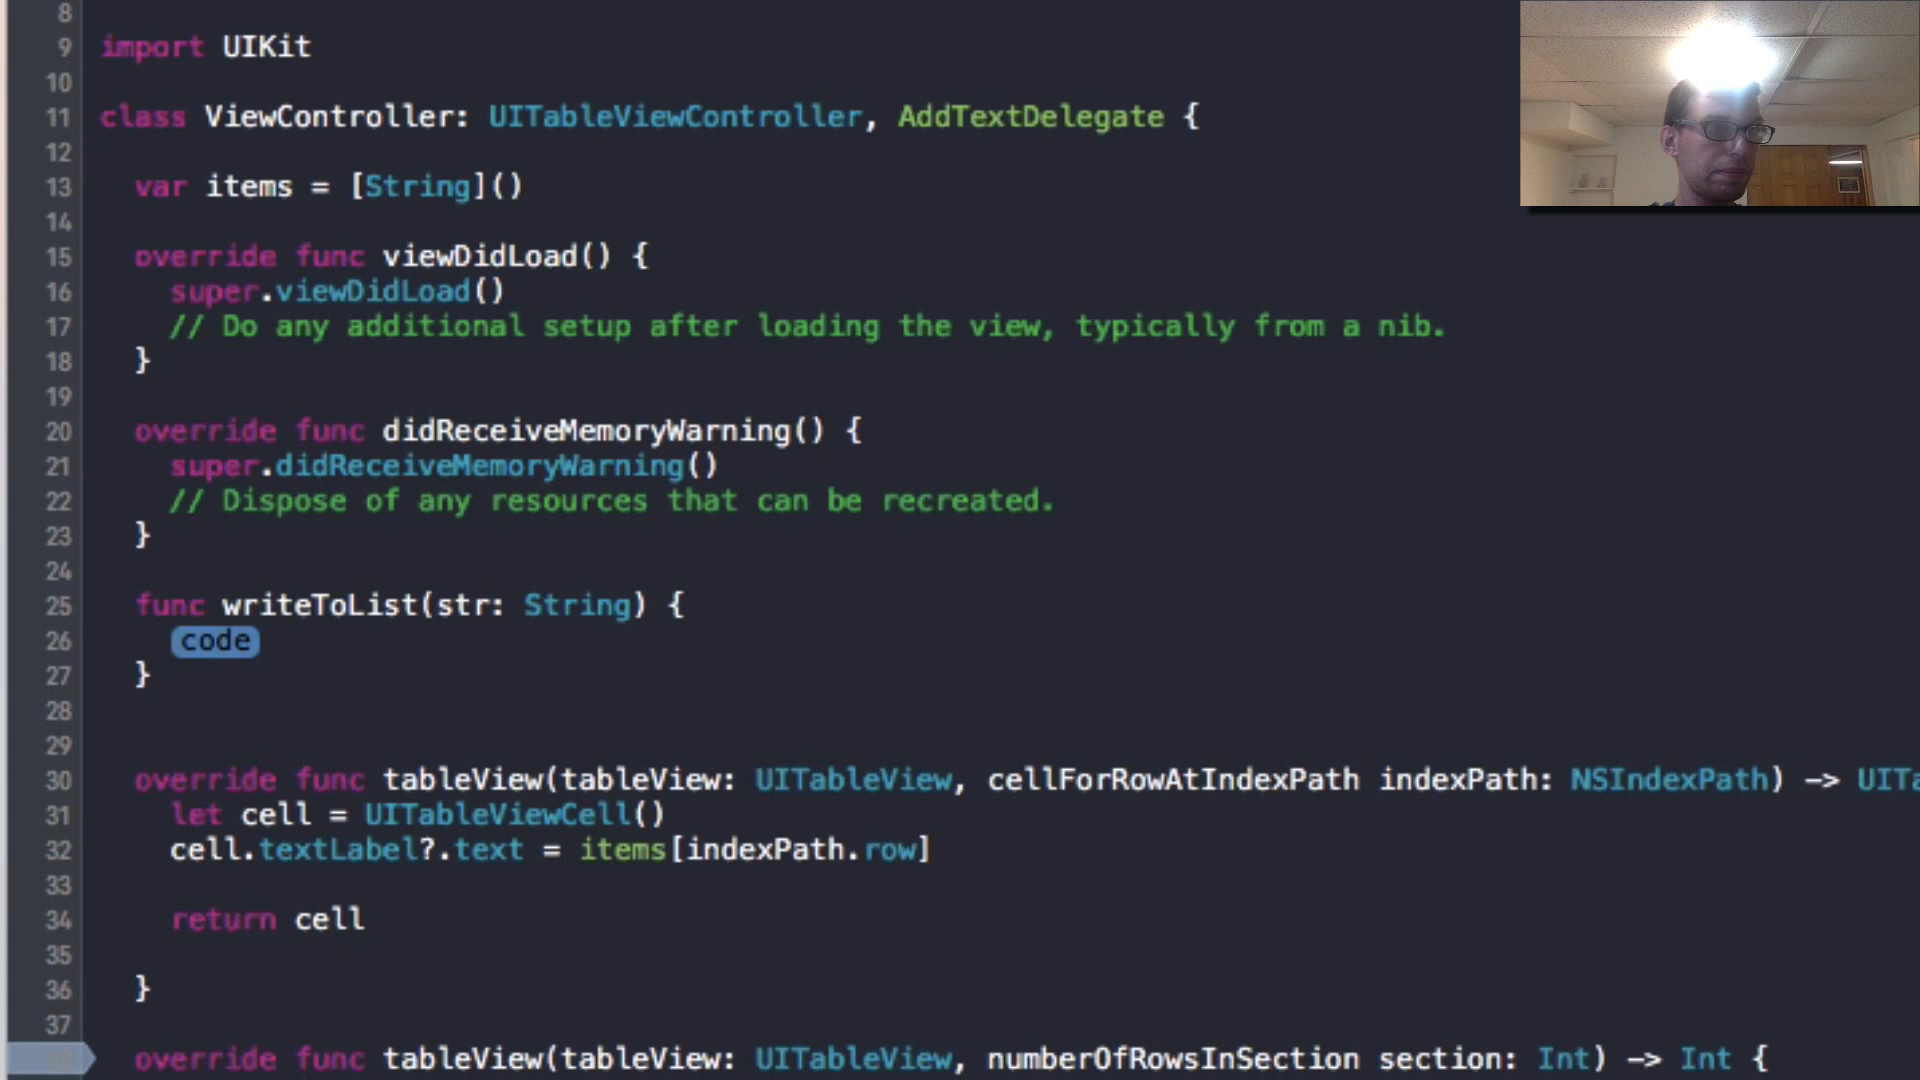 8
9 import UIKit
10
11 class ViewController: UITableViewController, AddTextDelegate {
12
13 var items = [String]()
14
15 override func viewDidLoad() {
16 super.viewDidLoad()
17 // Do any additional setup after loading the view, typically from a nib.
18 }
19
20 override func didReceiveMemoryWarning() {
21 super.didReceiveMemoryWarning()
22 // Dispose of any resources that can be recreated.
23 }
24
25 func writeToList(str: String) {
26 code
27 }
28
29
30 override func tableView(tableView: UITableView, cellForRowAtIndexPath indexPath: NSIndexPath) -> UITa
31 let cell = UITableViewCell()
32 cell.textLabel?.text = items[indexPath.row]
33
34 return cell
35
36 }
37
override func tableView(tableView: UITableView, numberOfRowsInSection section: Int) -> Int {